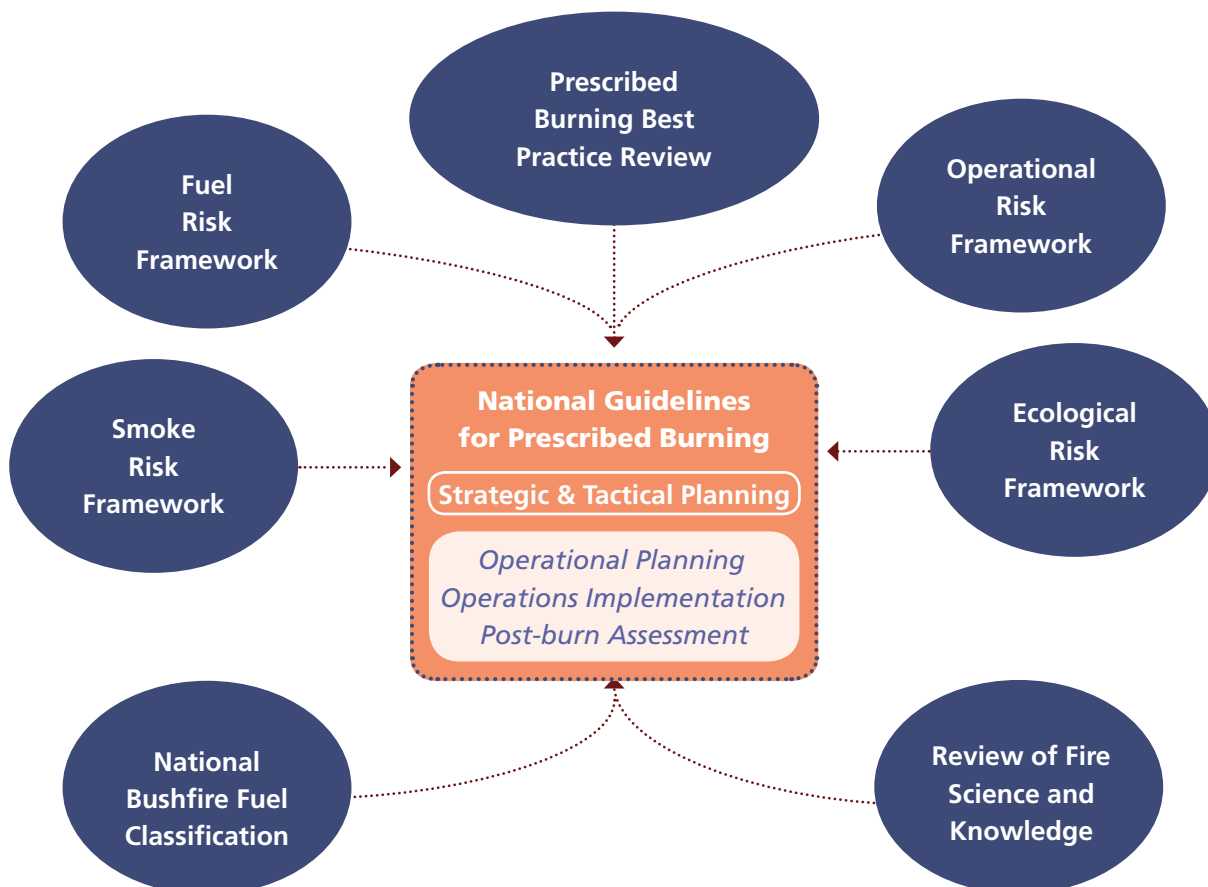 Prescribed
Burning Best
Practice Review
Fuel
Risk
Framework
Operational
Risk
Framework
Smoke
Risk
Framework
National Guidelines
for Prescribed Burning
Strategic & Tactical Planning
Operational Planning
Operations Implementation
Post-burn Assessment
Ecological
Risk
Framework
National
Bushfire Fuel
Classification
Review of Fire
Science and
Knowledge